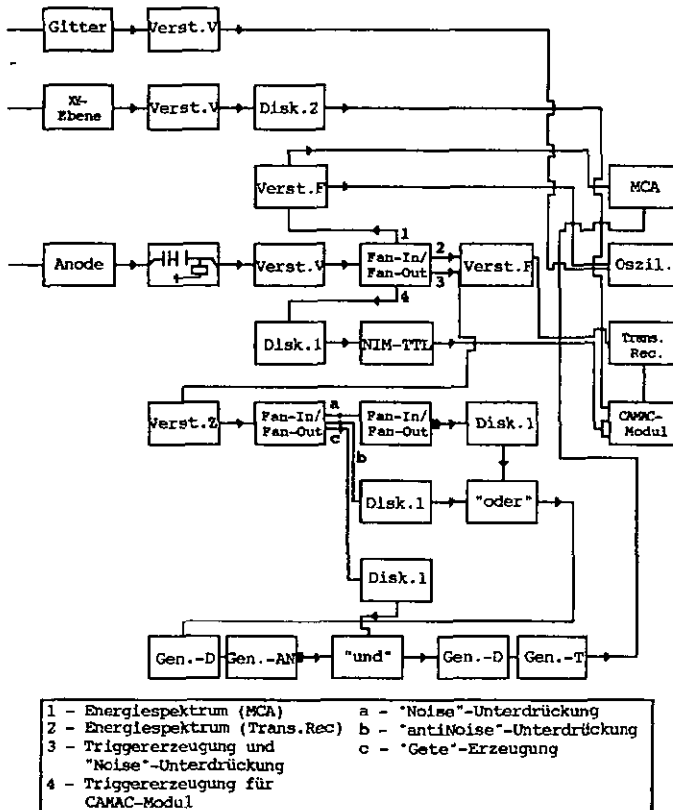 Gitter
Verst.V
XY-
Ebene
Verst.V
Disk.2
Verst.F
MCA
1
Anode
Verst.V
Fan-In/
Fan-Out
2
3
Verst.F
Oszil.
4
Disk.1
NIM-TTL
Trans.
Rec.
Verst.Z
Fan-In/
Fan-Out
a
c
b
Fan-In/
Fan-Out
Disk.1
CAMAC-
Modul
Disk.1
"oder"
Disk.1
Gen.-D
Gen.-AN
"und"
Gen.-D
Gen.-T
1 - Energiespektrum (MCA)
2 - Energiespektrum (Trans.Rec)
3 - Triggererzeugung und
"Noise"-Unterdrückung
4 - Triggererzeugung für
CAMAC-Modul
a - "Noise"-Unterdrückung
b - "antiNoise"-Unterdrückung
c - "Gete"-Erzeugung